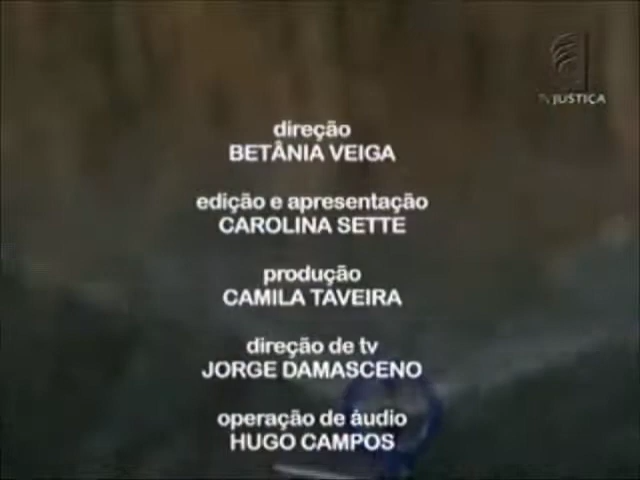 TV JUSTIÇA
direção
BETÂNIA VEIGA
edição e apresentação
CAROLINA SETTE
produção
CAMILA TAVEIRA
direção de tv
JORGE DAMASCENO
operação de áudio
HUGO CAMPOS